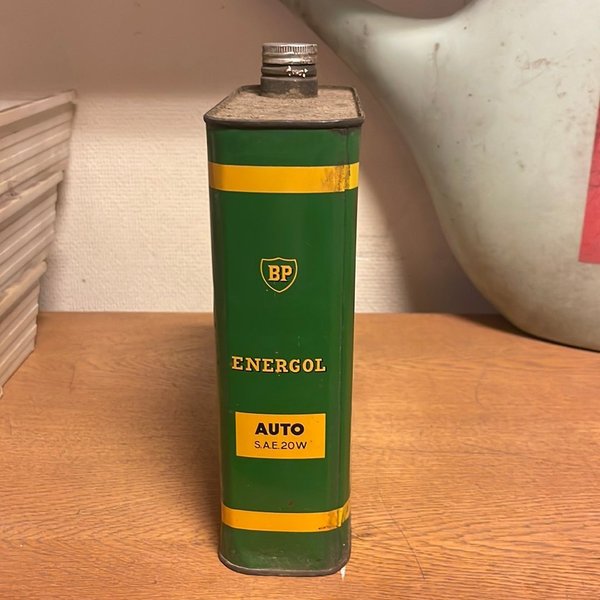 BP
ENERGOL
AUTO
S.A.E. 20W